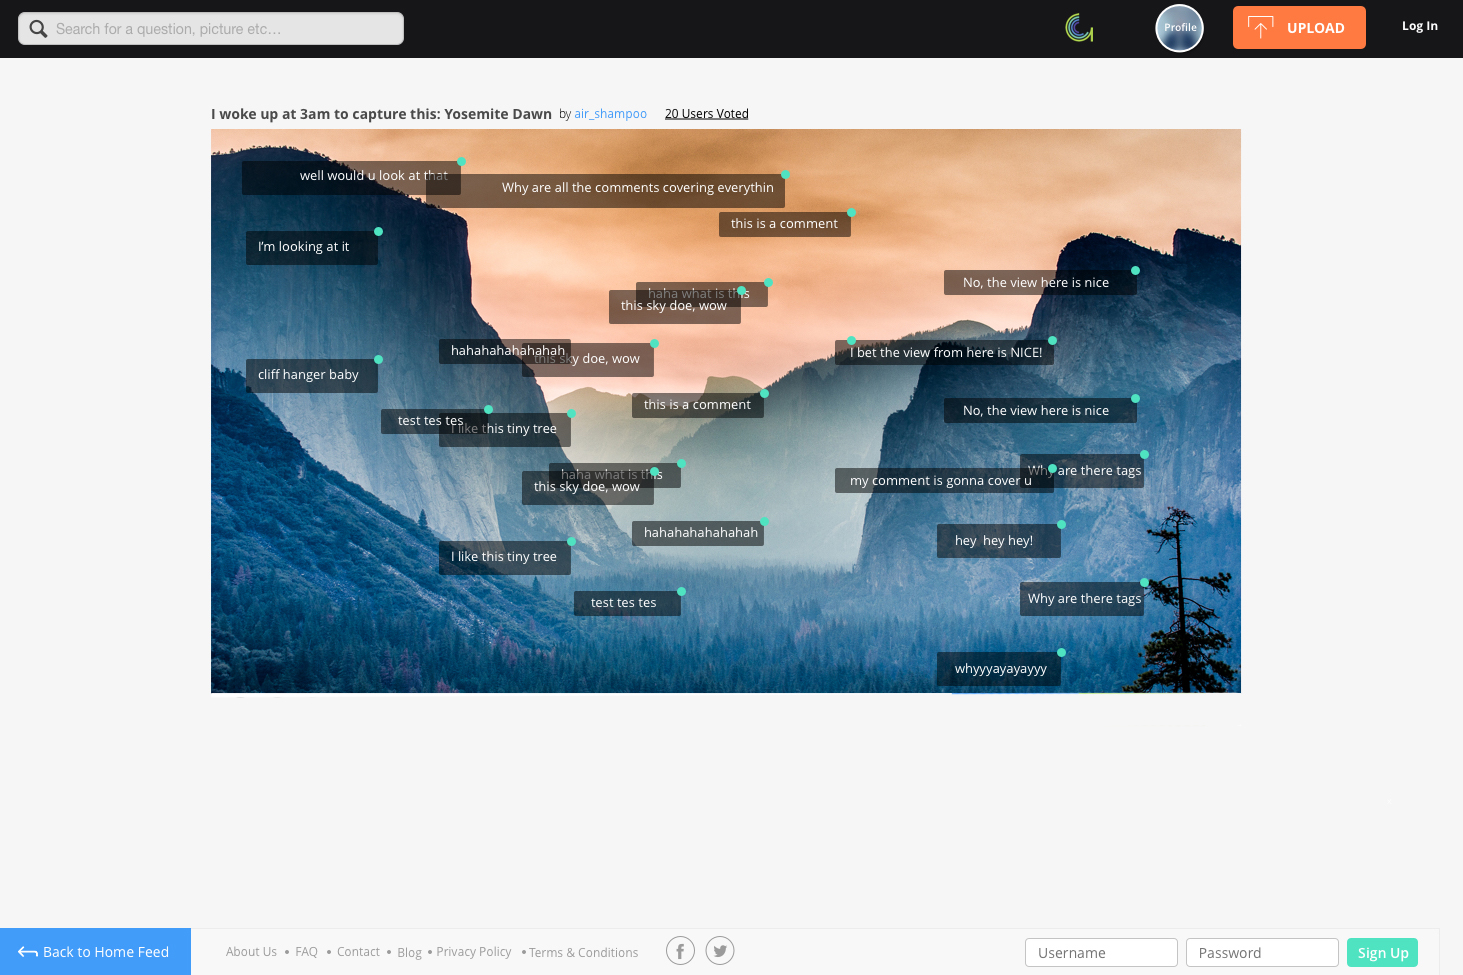 Search for a question, picture etc...
Profile
UPLOAD
Log In
I woke up at 3am to capture this: Yosemite Dawn by air_shampoo 20 Users Voted
well would u look at that
Why are all the comments covering everythin
this is a comment
I'm looking at it
No, the view here is nice
haha what is this
this sky doe, wow
hahahahahahahah
this sky doe, wow
I bet the view from here is NICE!
cliff hanger baby
this is a comment
No, the view here is nice
test tes tes
I like this tiny tree
Why are there tags
haha what is this
my comment is gonna cover u
this sky doe, wow
hahahahahahahah
hey hey hey!
I like this tiny tree
Why are there tags
test tes tes
whyyyayayayyy
Back to Home Feed
About Us • FAQ • Contact • Blog • Privacy Policy • Terms & Conditions
Username
Password
Sign Up